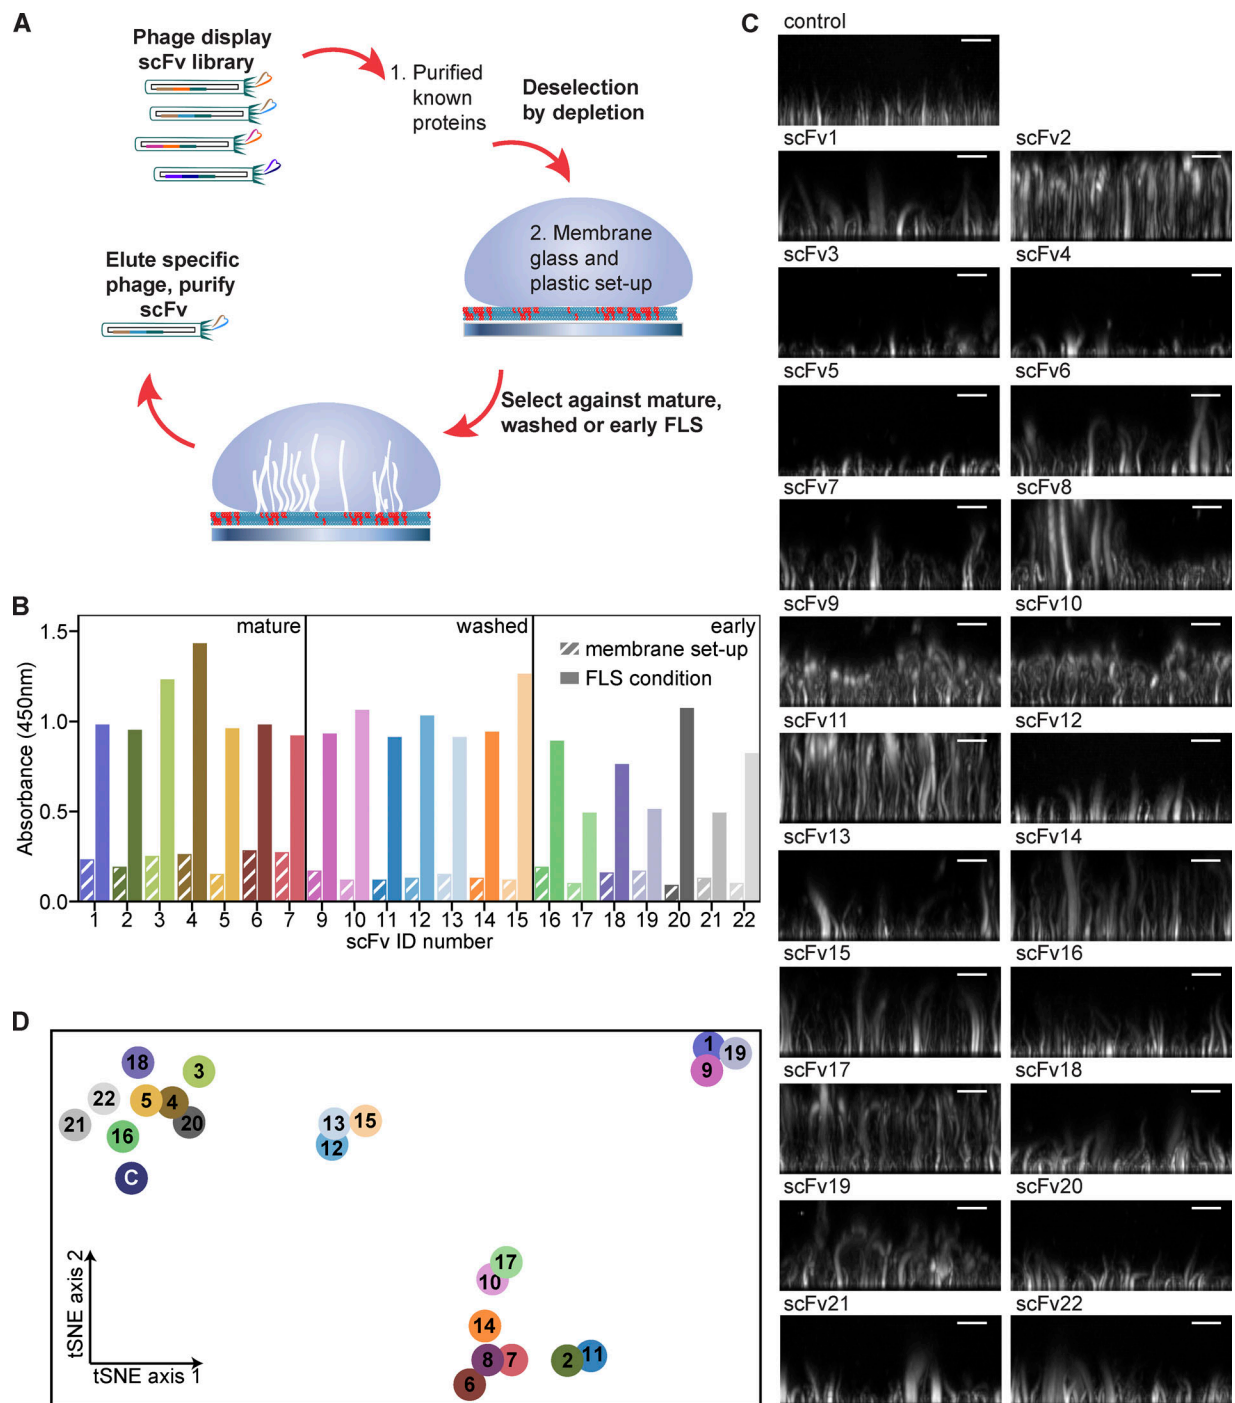 A
Phage display
scFv library
1. Purified
known
proteins
Deselection
by depletion
2. Membrane
glass and
plastic set-up
Elute specific
phage, purify
scFv
Select against mature,
washed or early FLS
B
mature
washed
early
membrane set-up
FLS condition
Absorbance (450nm)
1.5
1.0
0.5
0.0
1 2 3 4 5 6 7 9 10 11 12 13 14 15 16 17 18 19 20 21 22
scFv ID number
C
control
scFv1 scFv2
scFv3 scFv4
scFv5 scFv6
scFv7 scFv8
scFv9 scFv10
scFv11 scFv12
scFv13 scFv14
scFv15 scFv16
scFv17 scFv18
scFv19 scFv20
scFv21 scFv22
D
18
3
22
5
4
20
21
16
C
13
15
12
1
19
9
17
10
14
8
7
2
11
6
tSNE axis 2
tSNE axis 1